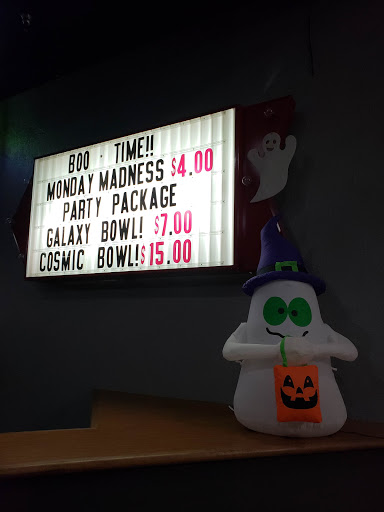 BOO · TIME!!
MONDAY MADNESS $4.00
PARTY PACKAGE
GALAXY BOWL! $7.00
COSMIC BOWL! $15.00